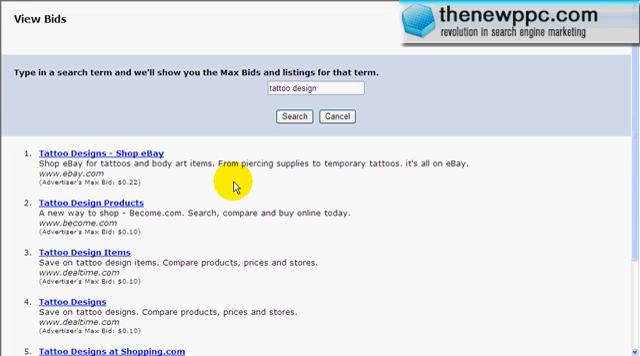 View Bids
thenewppc.com
revolution in search engine marketing
Type in a search term and we'll show you the Max Bids and listings for that term.
tattoo design
Search Cancel
1. Tattoo Designs - Shop eBay
Shop eBay for tattoos and body art items. From piercing supplies to temporary tattoos. it's all on eBay.
www.ebay.com
(Advertiser's Max Bid: $0.22)
2. Tattoo Design Products
A new way to shop - Become.com. Search, compare and buy online today.
www.become.com
(Advertiser's Max Bid: $0.10)
3. Tattoo Design Items
Save on tattoo design items. Compare products, prices and stores.
www.dealtime.com
(Advertiser's Max Bid: $0.10)
4. Tattoo Designs
Save on tattoo designs. Compare products, prices and stores.
www.dealtime.com
(Advertiser's Max Bid: $0.10)
5. Tattoo Designs at Shopping.com